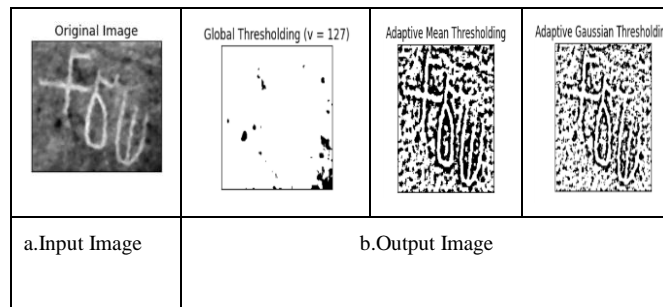 Original Image
Global Thresholding (v = 127)
Adaptive Mean Thresholding
Adaptive Gaussian Thresholdin
a.Input Image
b.Output Image